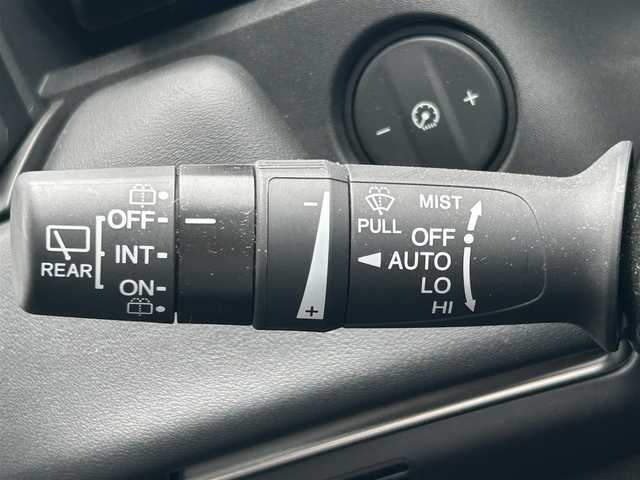 REAR
OFF
INT
ON
−
+
PULL
MIST
OFF
AUTO
LO
HI
−
+